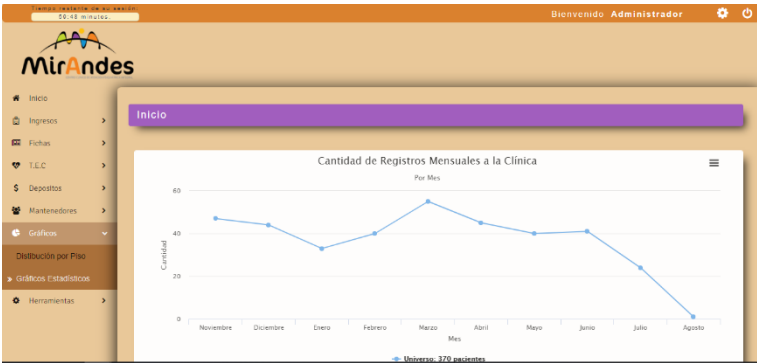 Tiempo restante de su sesión:
50:48 minutos.
Bienvenido Administrador
MirAndes
Inicio
Ingresos
Fichas
T.E.C
Depositos
Mantenedores
Gráficos
Distribución por Piso
» Gráficos Estadísticos
Herramientas
Inicio
Cantidad de Registros Mensuales a la Clínica
Por Mes
Cantidad
60
40
20
0
Noviembre Diciembre Enero Febrero Marzo Abril Mayo Junio Julio Agosto
Mes
Universo: 370 pacientes